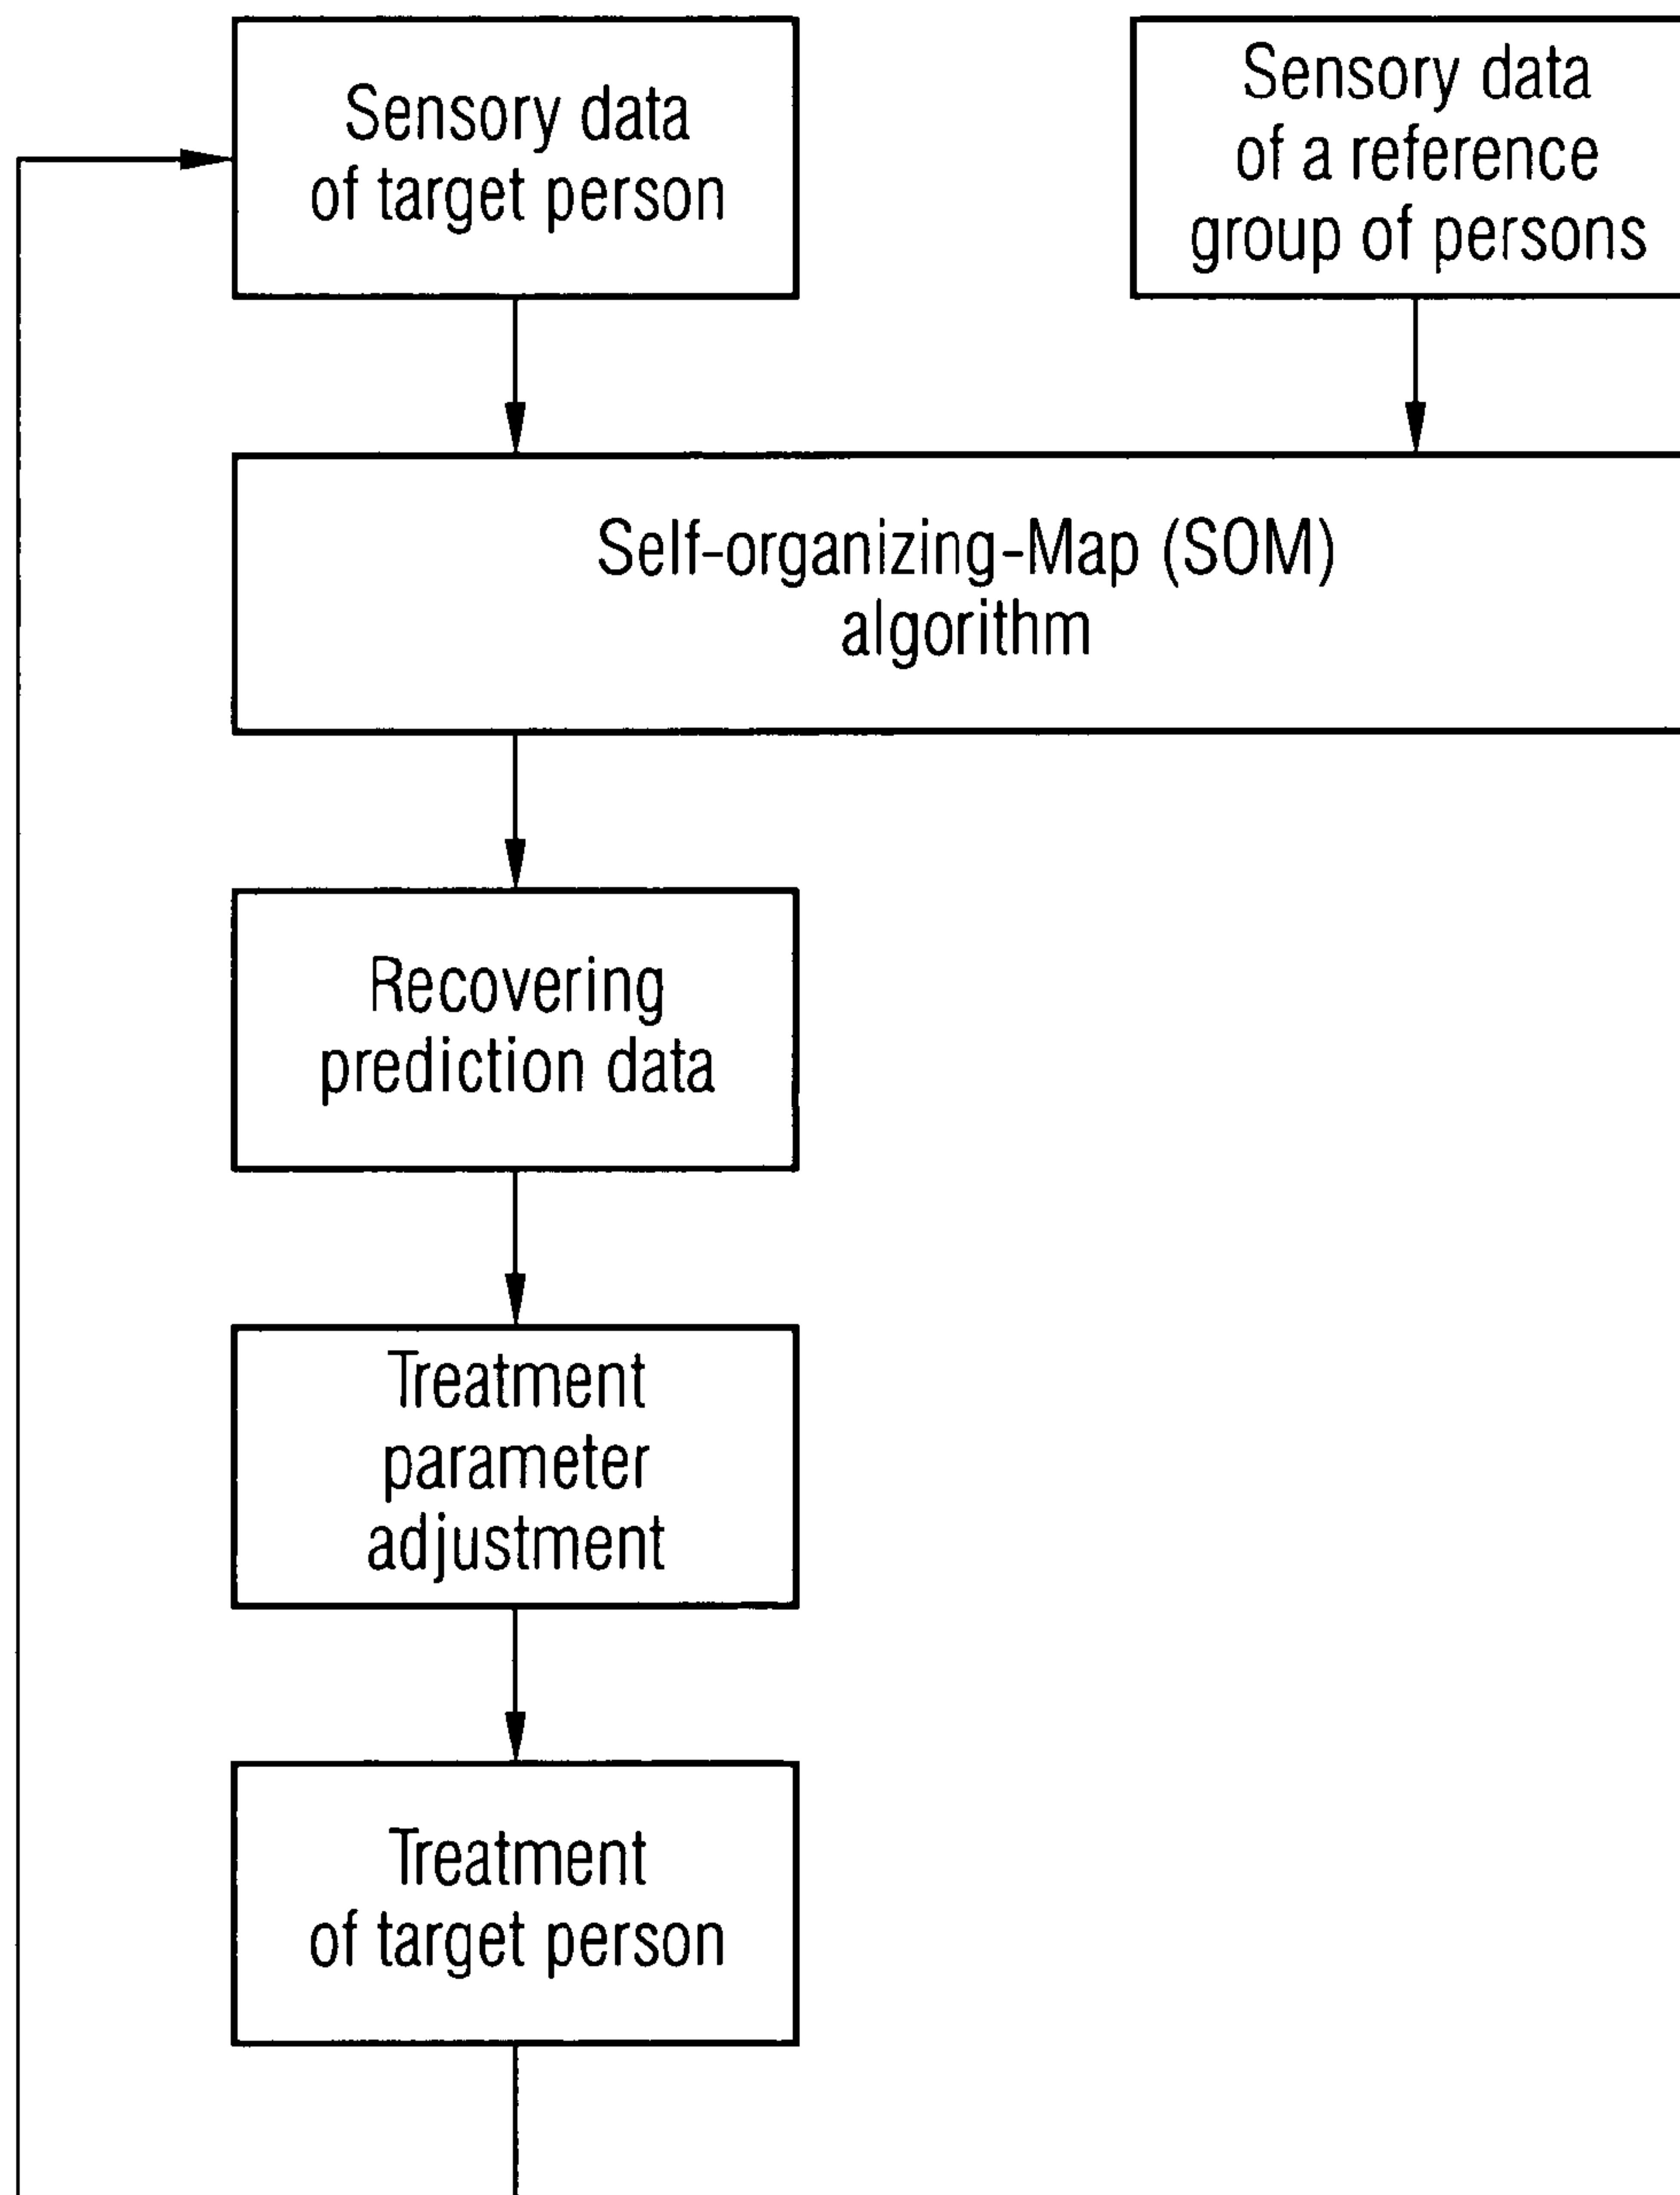 Sensory data
of target person
Sensory data
of a reference
group of persons
Self-organizing-Map (SOM)
algorithm
Recovering
prediction data
Treatment
parameter
adjustment
Treatment
of target person